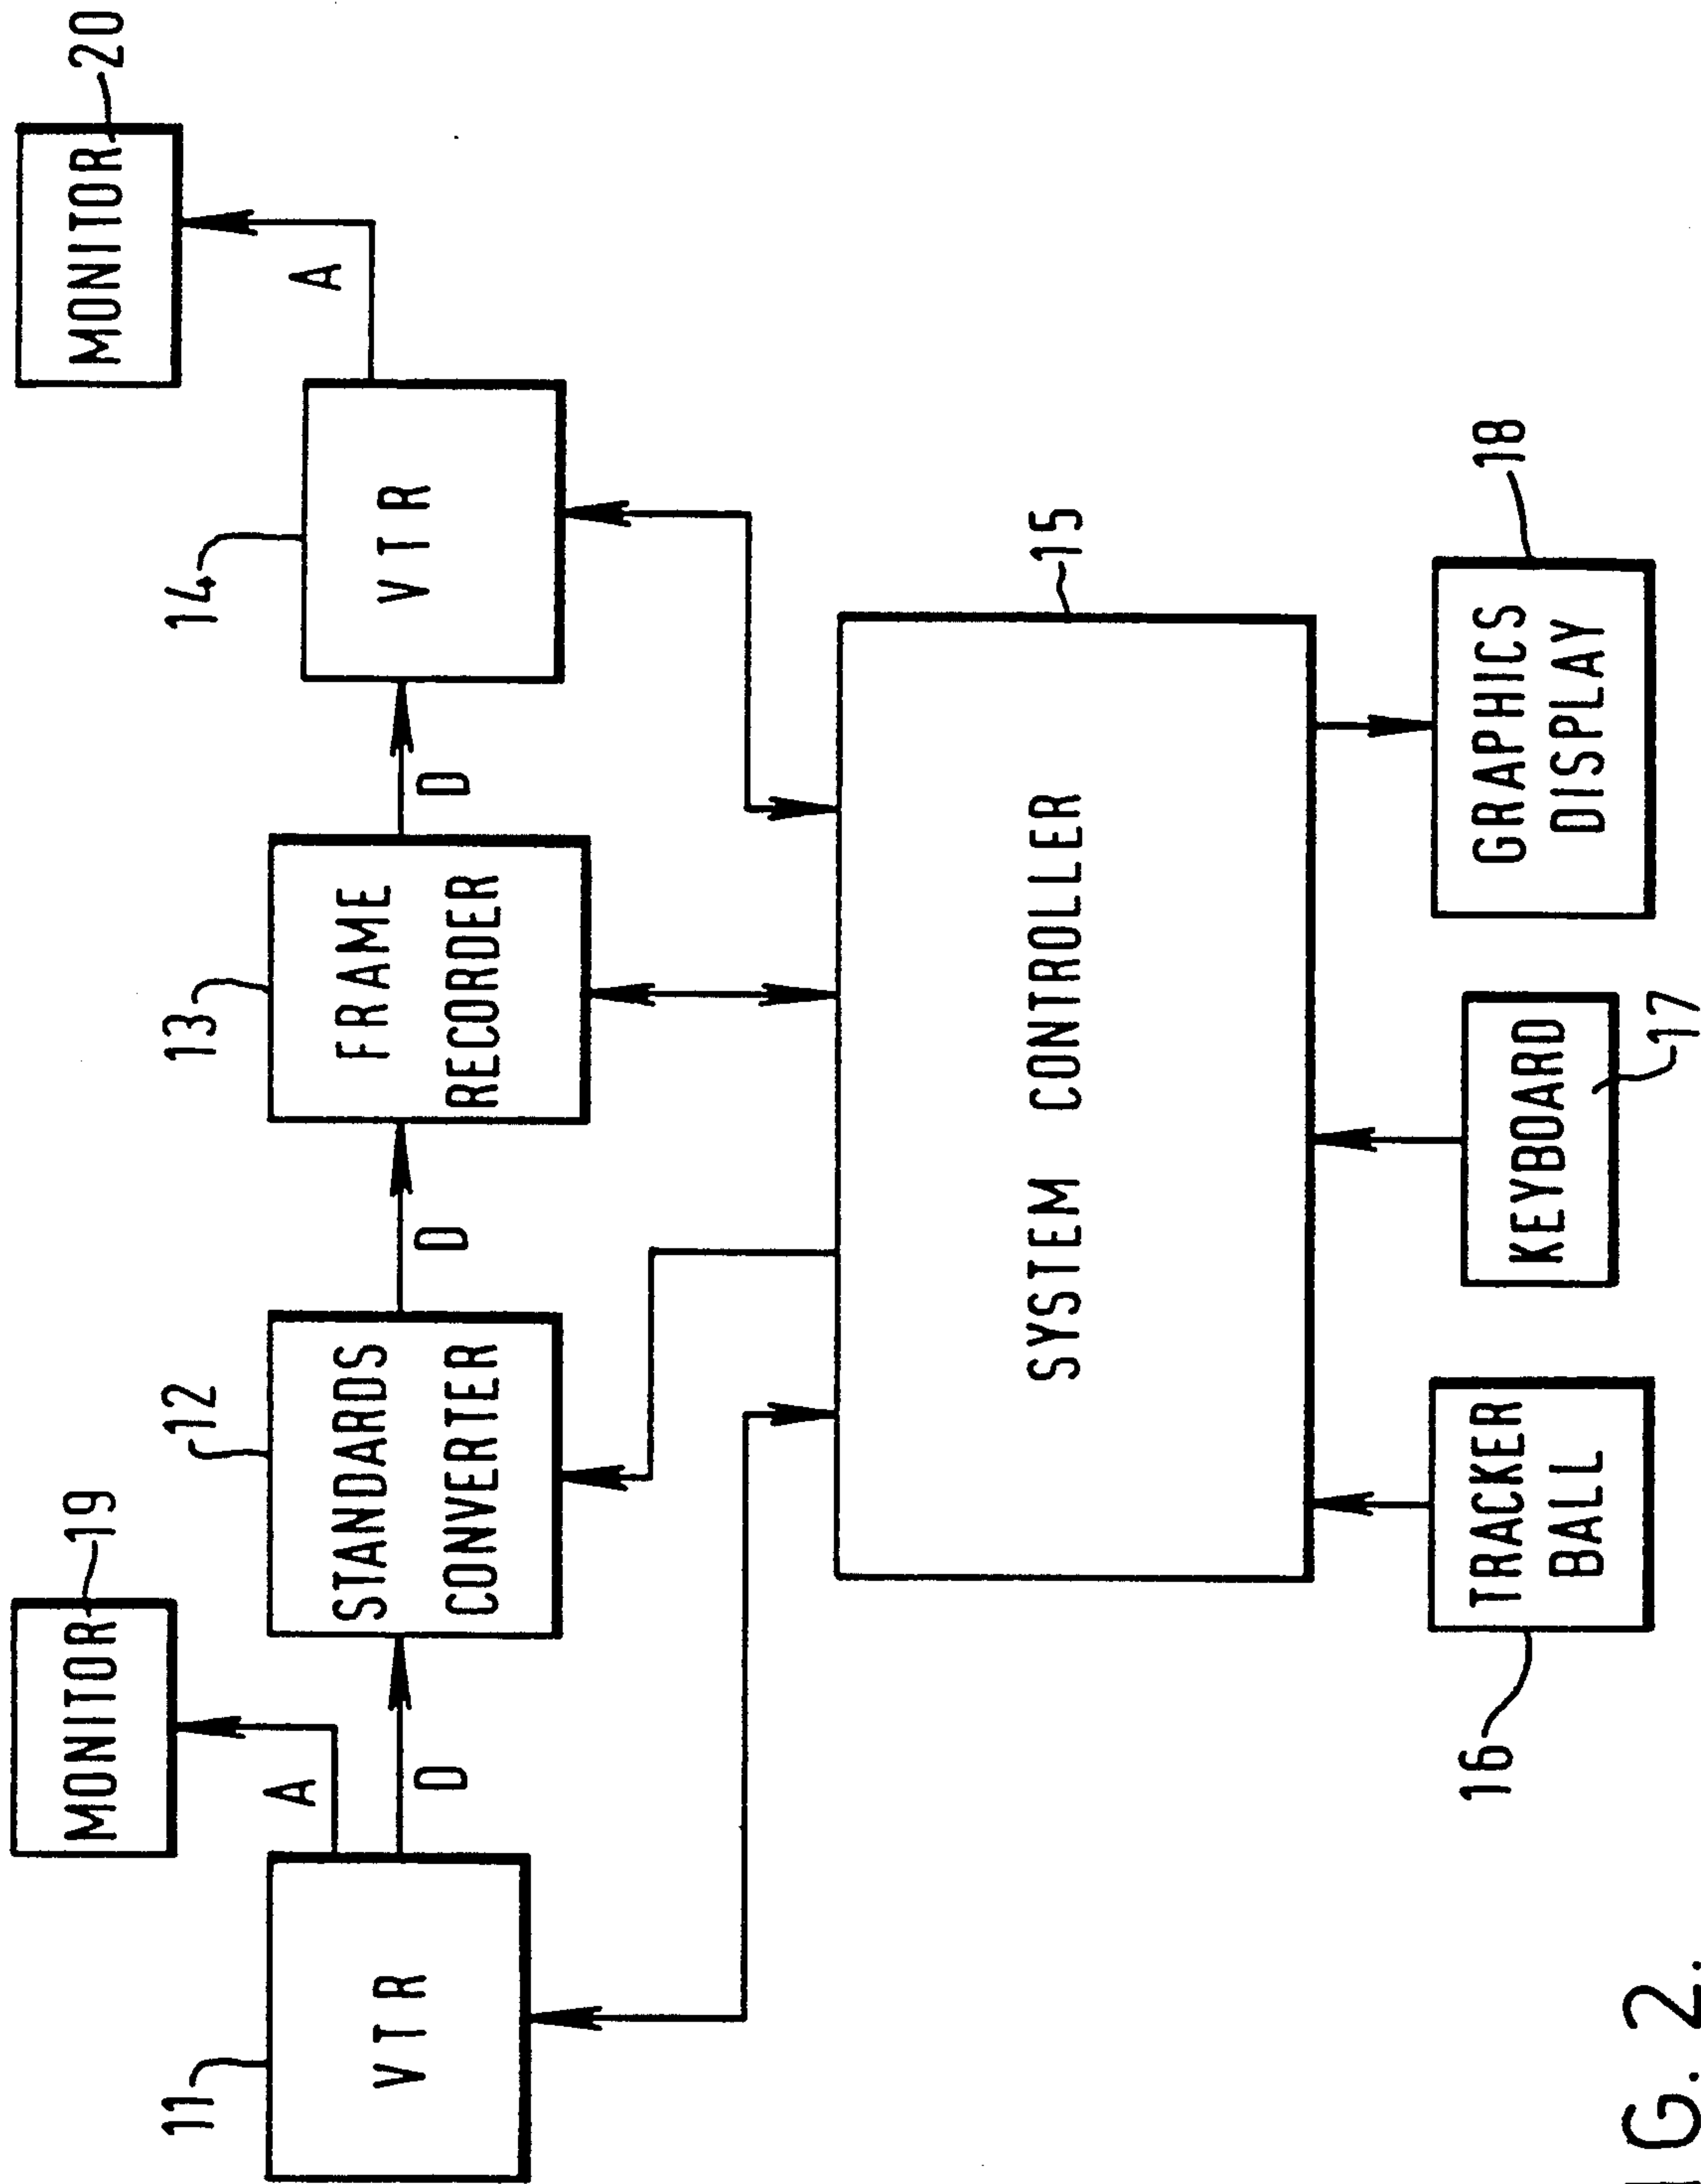 MONITOR
19
MONITOR
20
A
A
11
12
13
14
VTR
D
STANDARDS
CONVERTER
D
FRAME
RECORDER
D
VTR
SYSTEM CONTROLLER
15
16
TRACKER
BALL
KEYBOARD
17
GRAPHICS
DISPLAY
18
G. 2.